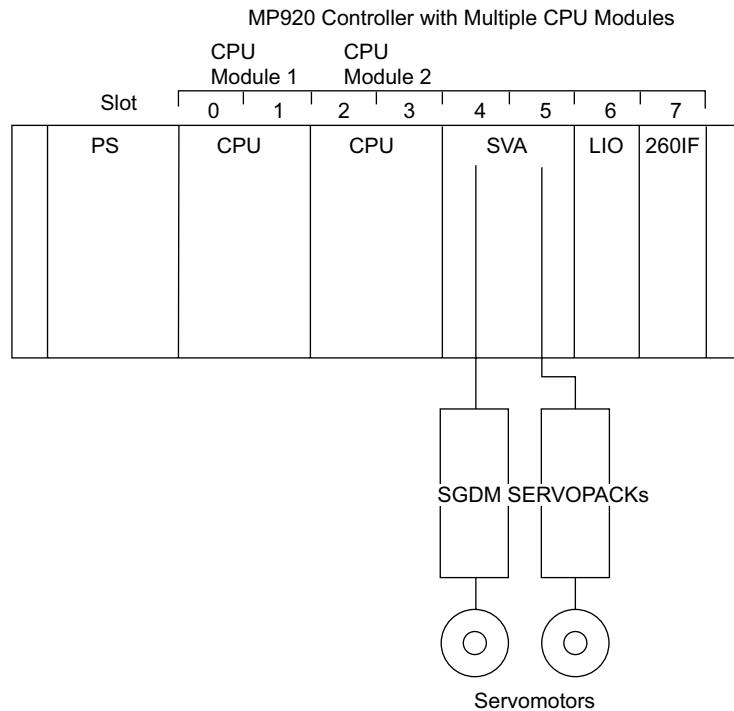 MP920 Controller with Multiple CPU Modules
CPU
Module 1
CPU
Module 2
Slot
0 1 2 3 4 5 6 7
PS CPU CPU SVA LIO 260IF
SGDM SERVOPACKs
Servomotors